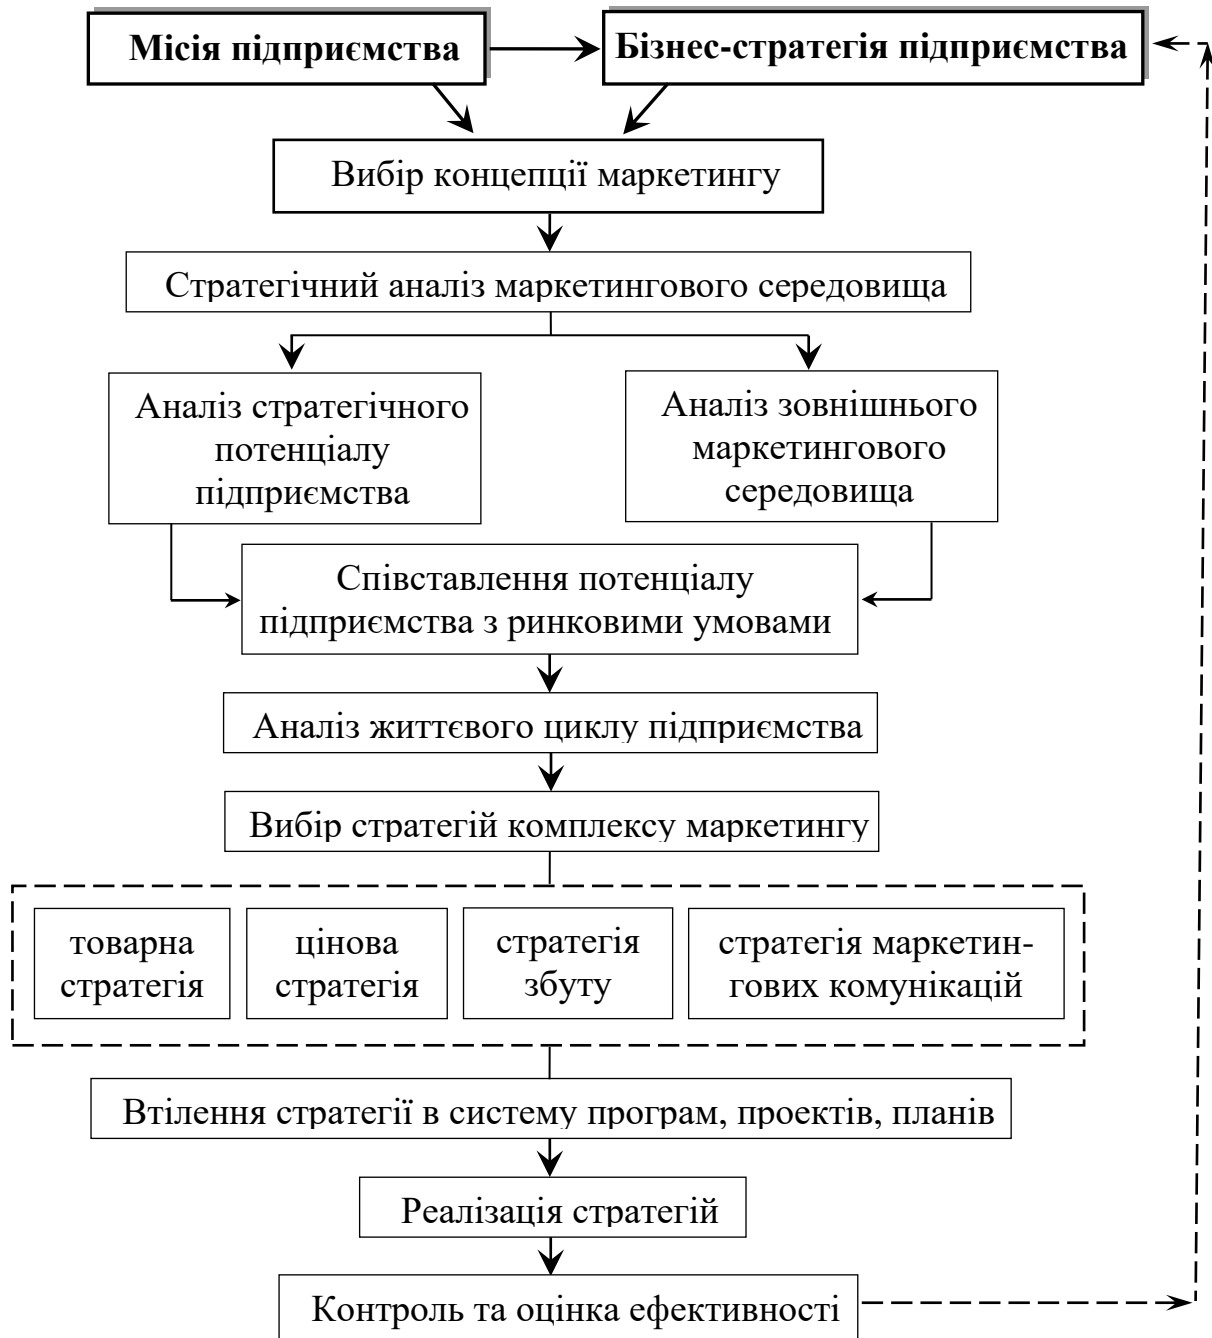 Місія підприємства
Бізнес-стратегія підприємства
Вибір концепції маркетингу
Стратегічний аналіз маркетингового середовища
Аналіз стратегічного
потенціалу
підприємства
Аналіз зовнішнього
маркетингового
середовища
Співставлення потенціалу
підприємства з ринковими умовами
Аналіз життєвого циклу підприємства
Вибір стратегій комплексу маркетингу
товарна
стратегія
цінова
стратегія
стратегія
збуту
стратегія маркетин-
гових комунікацій
Втілення стратегії в систему програм, проектів, планів
Реалізація стратегій
Контроль та оцінка ефективності